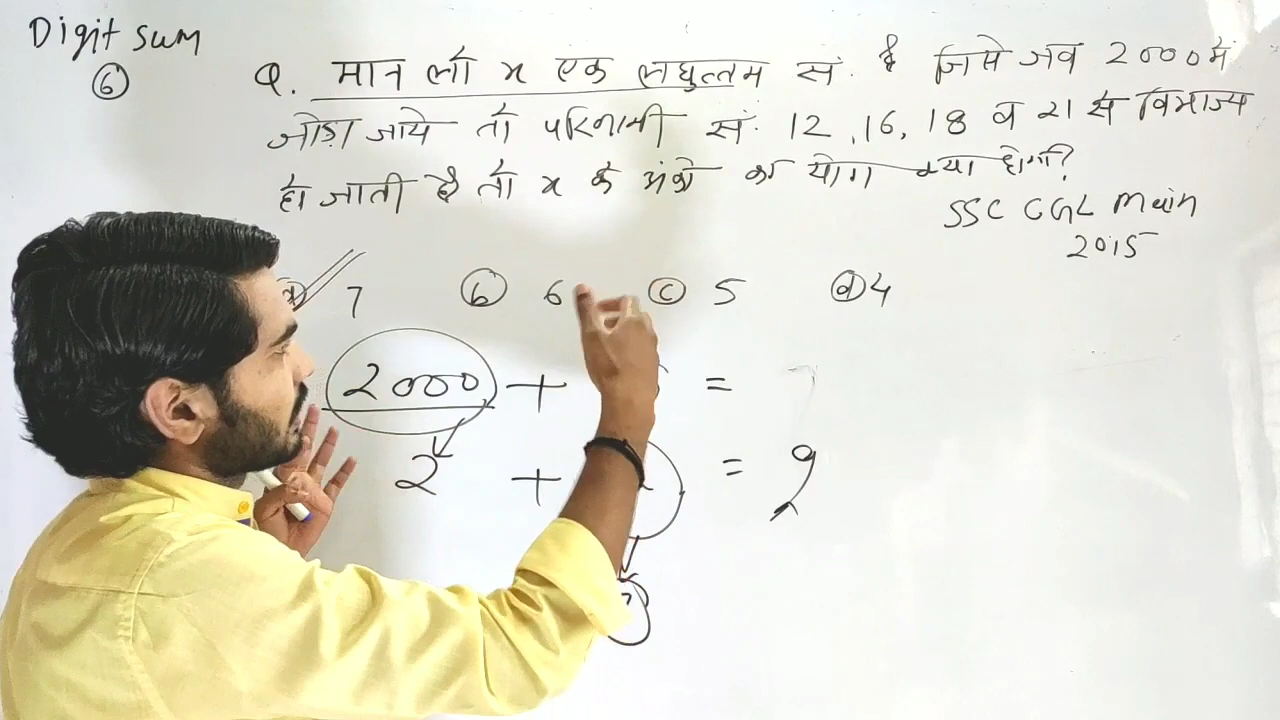 Digit sum
⑥
Q. मान लो x एक लघुत्तम सं. है जिसे जब 2000 में
जोड़ा जाये तो परिणामी सं. 12, 16, 18 व 21 से विभाज्य
हो जाती है तो x के अंको का योग क्या होगा?
SSC CGL Main
2015
ⓐ 7 ⓑ 6 ⓒ 5 ⓓ 4
2000 + =
2 + = 9
7